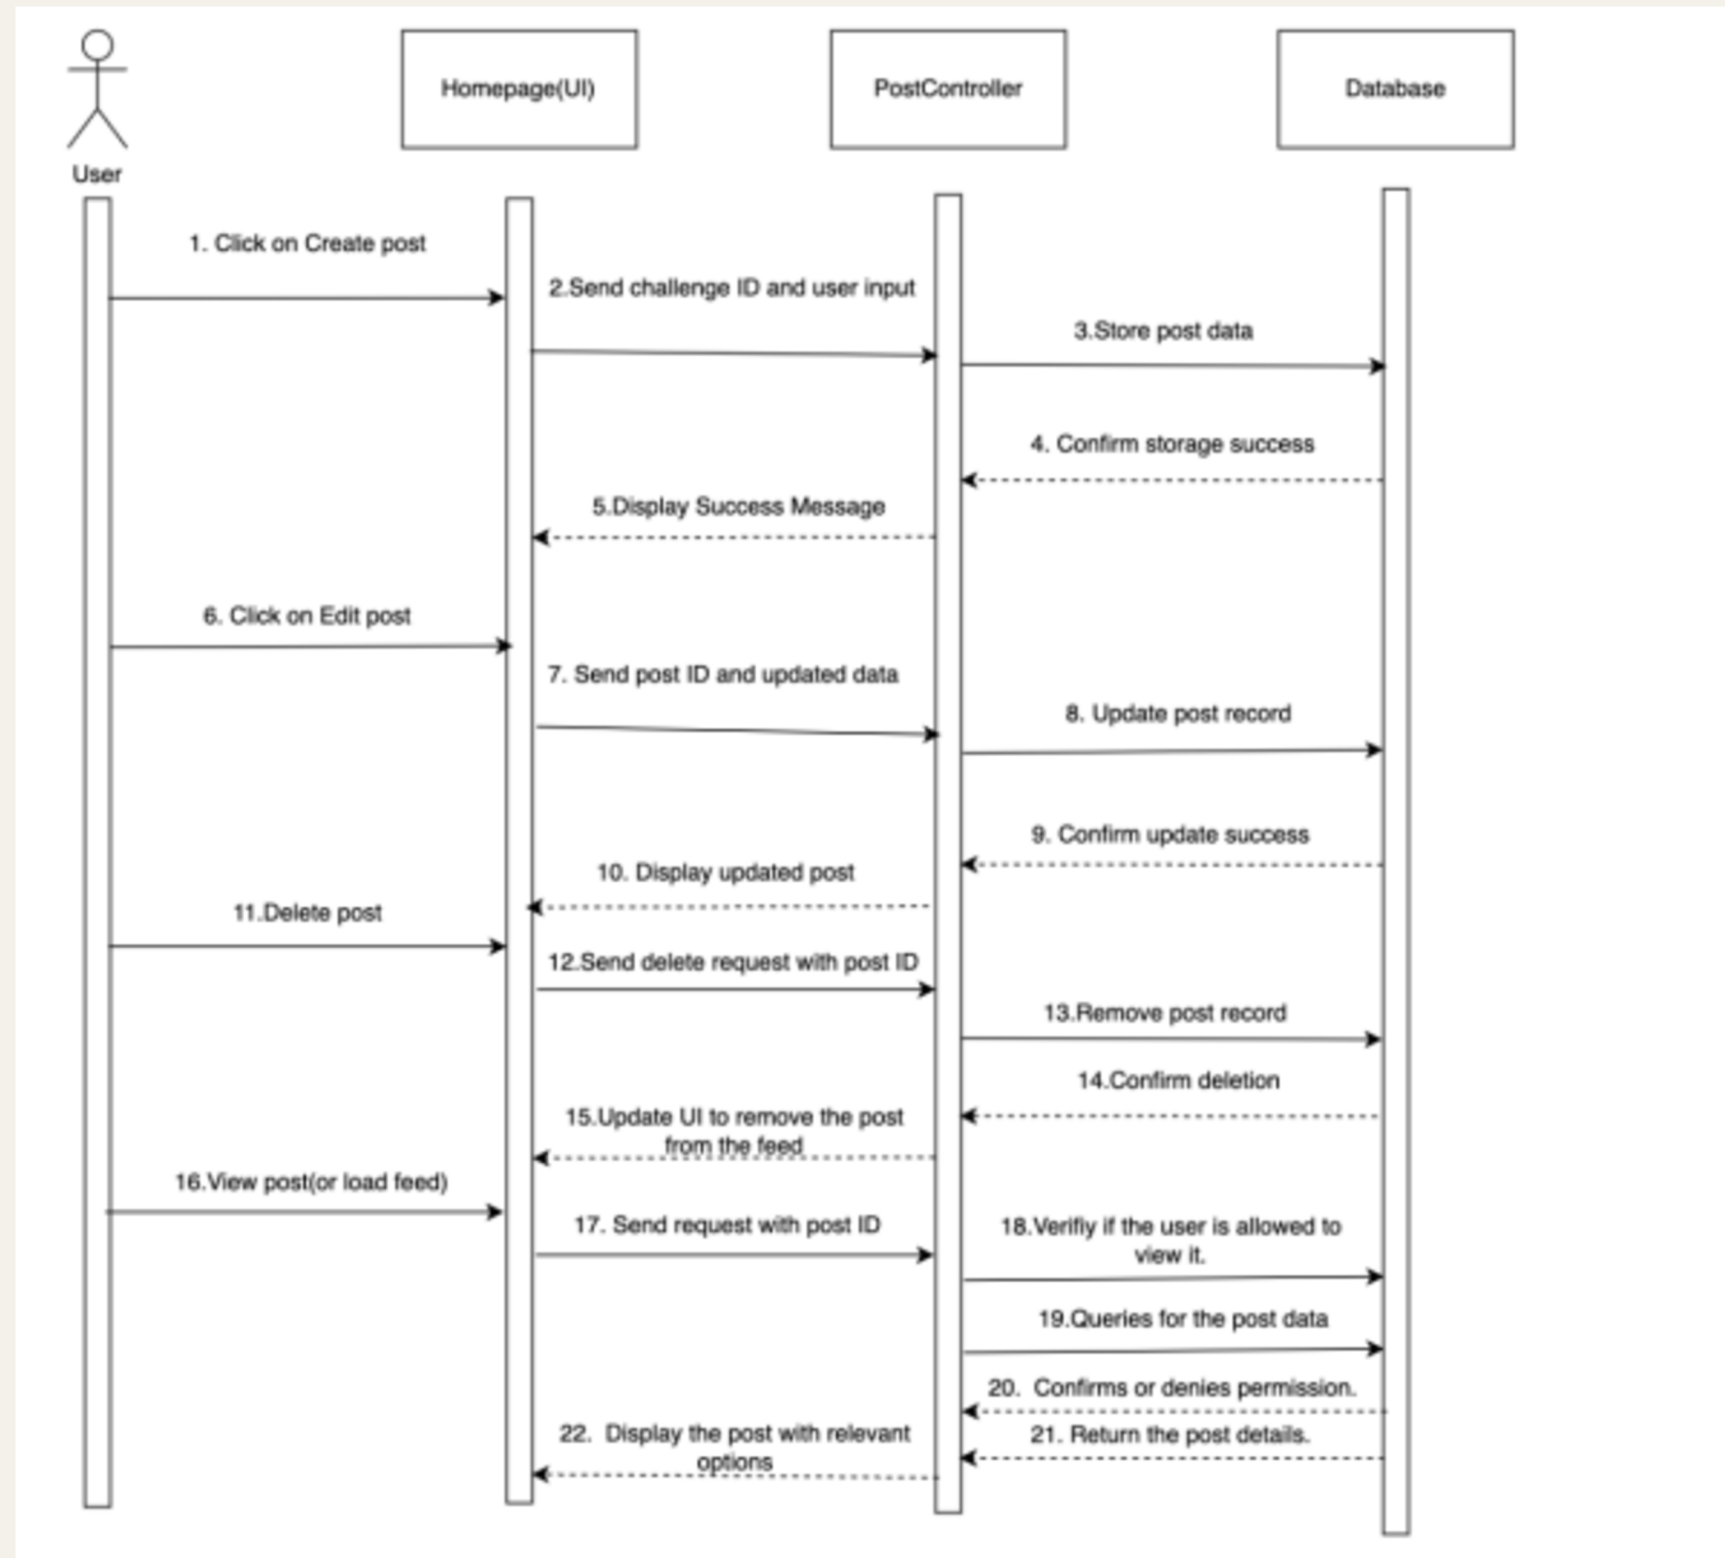 Homepage(UI)
PostController
Database
User
1. Click on Create post
2.Send challenge ID and user input
3.Store post data
4. Confirm storage success
5.Display Success Message
6. Click on Edit post
7. Send post ID and updated data
8. Update post record
9. Confirm update success
10. Display updated post
11.Delete post
12.Send delete request with post ID
13.Remove post record
14.Confirm deletion
15.Update UI to remove the post
from the feed
16.View post(or load feed)
17. Send request with post ID
18.Verifiy if the user is allowed to
view it.
19.Queries for the post data
20.  Confirms or denies permission.
21. Return the post details.
22.  Display the post with relevant
options